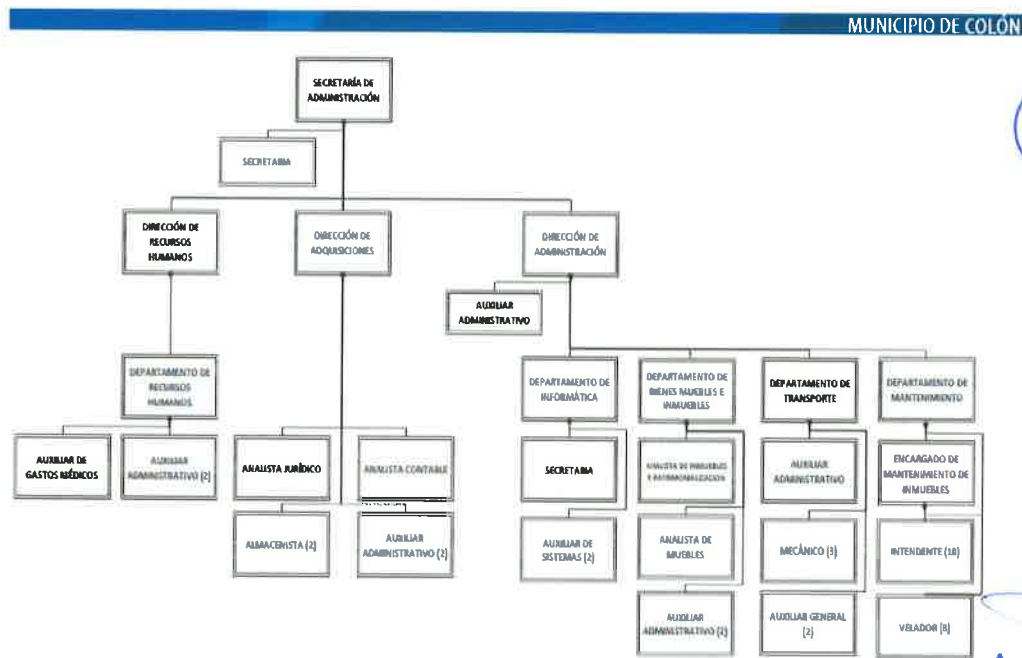 MUNICIPIO DE COLÓN
SECRETARÍA DE
ADMINISTRACIÓN
SECRETARIA
DIRECCIÓN DE
RECURSOS
HUMANOS
DIRECCIÓN DE
ADQUISICIONES
DIRECCIÓN DE
ADMINISTRACIÓN
AUXILIAR
ADMINISTRATIVO
DEPARTAMENTO DE
RECURSOS
HUMANOS
DEPARTAMENTO DE
INFORMÁTICA
DEPARTAMENTO DE
BIENES MUEBLES E
INMUEBLES
DEPARTAMENTO DE
TRANSPORTE
DEPARTAMENTO DE
MANTENIMIENTO
AUXILIAR DE
GASTOS MÉDICOS
AUXILIAR
ADMINISTRATIVO (2)
ANALISTA JURÍDICO
ANALISTA CONTABLE
SECRETARIA
ANALISTA DE INMUEBLES
Y PATRIMONIALIZACIÓN
AUXILIAR
ADMINISTRATIVO
ENCARGADO DE
MANTENIMIENTO DE
INMUEBLES
ALMACENISTA (2)
AUXILIAR
ADMINISTRATIVO (2)
AUXILIAR DE
SISTEMAS (2)
ANALISTA DE
MUEBLES
MECÁNICO (3)
INTENDENTE (18)
AUXILIAR
ADMINISTRATIVO (2)
AUXILIAR GENERAL
(2)
VELADOR (8)